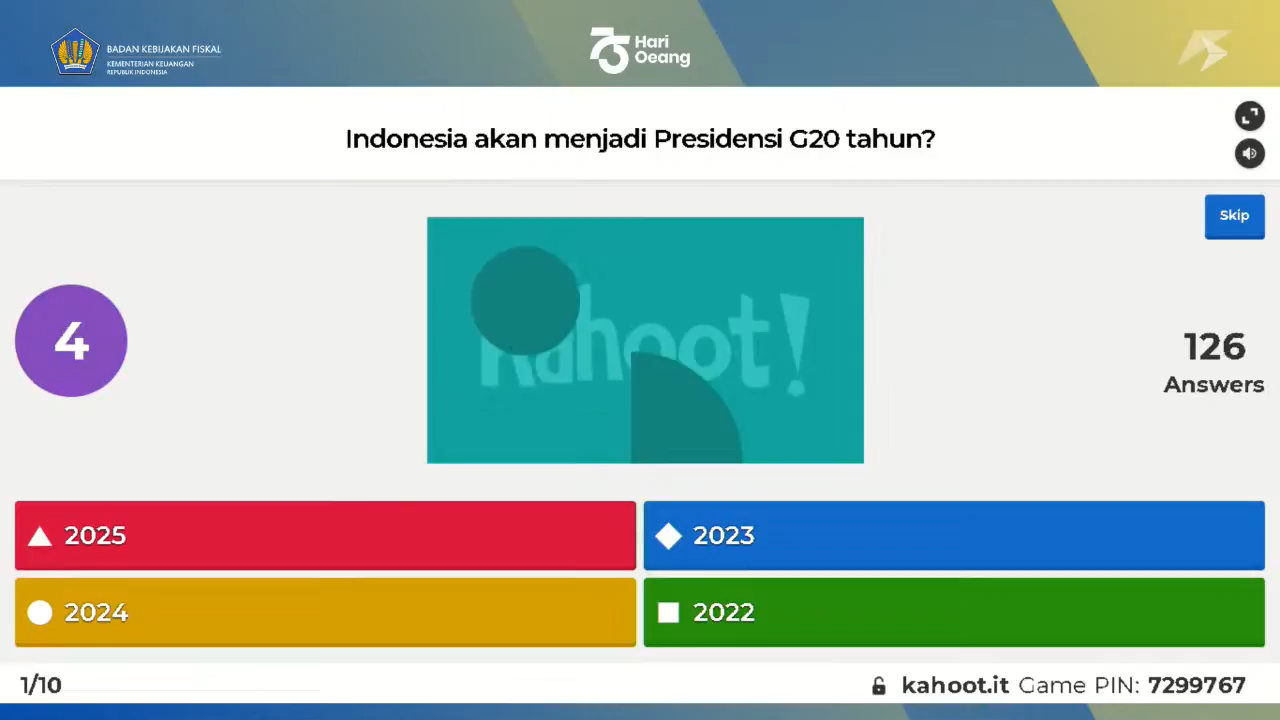 BADAN KEBIJAKAN FISKAL
KEMENTERIAN KEUANGAN
REPUBLIK INDONESIA
75 Hari Oeang
Indonesia akan menjadi Presidensi G20 tahun?
Skip
4
Kahoot!
126
Answers
2025
2023
2024
2022
1/10
kahoot.it Game PIN: 7299767